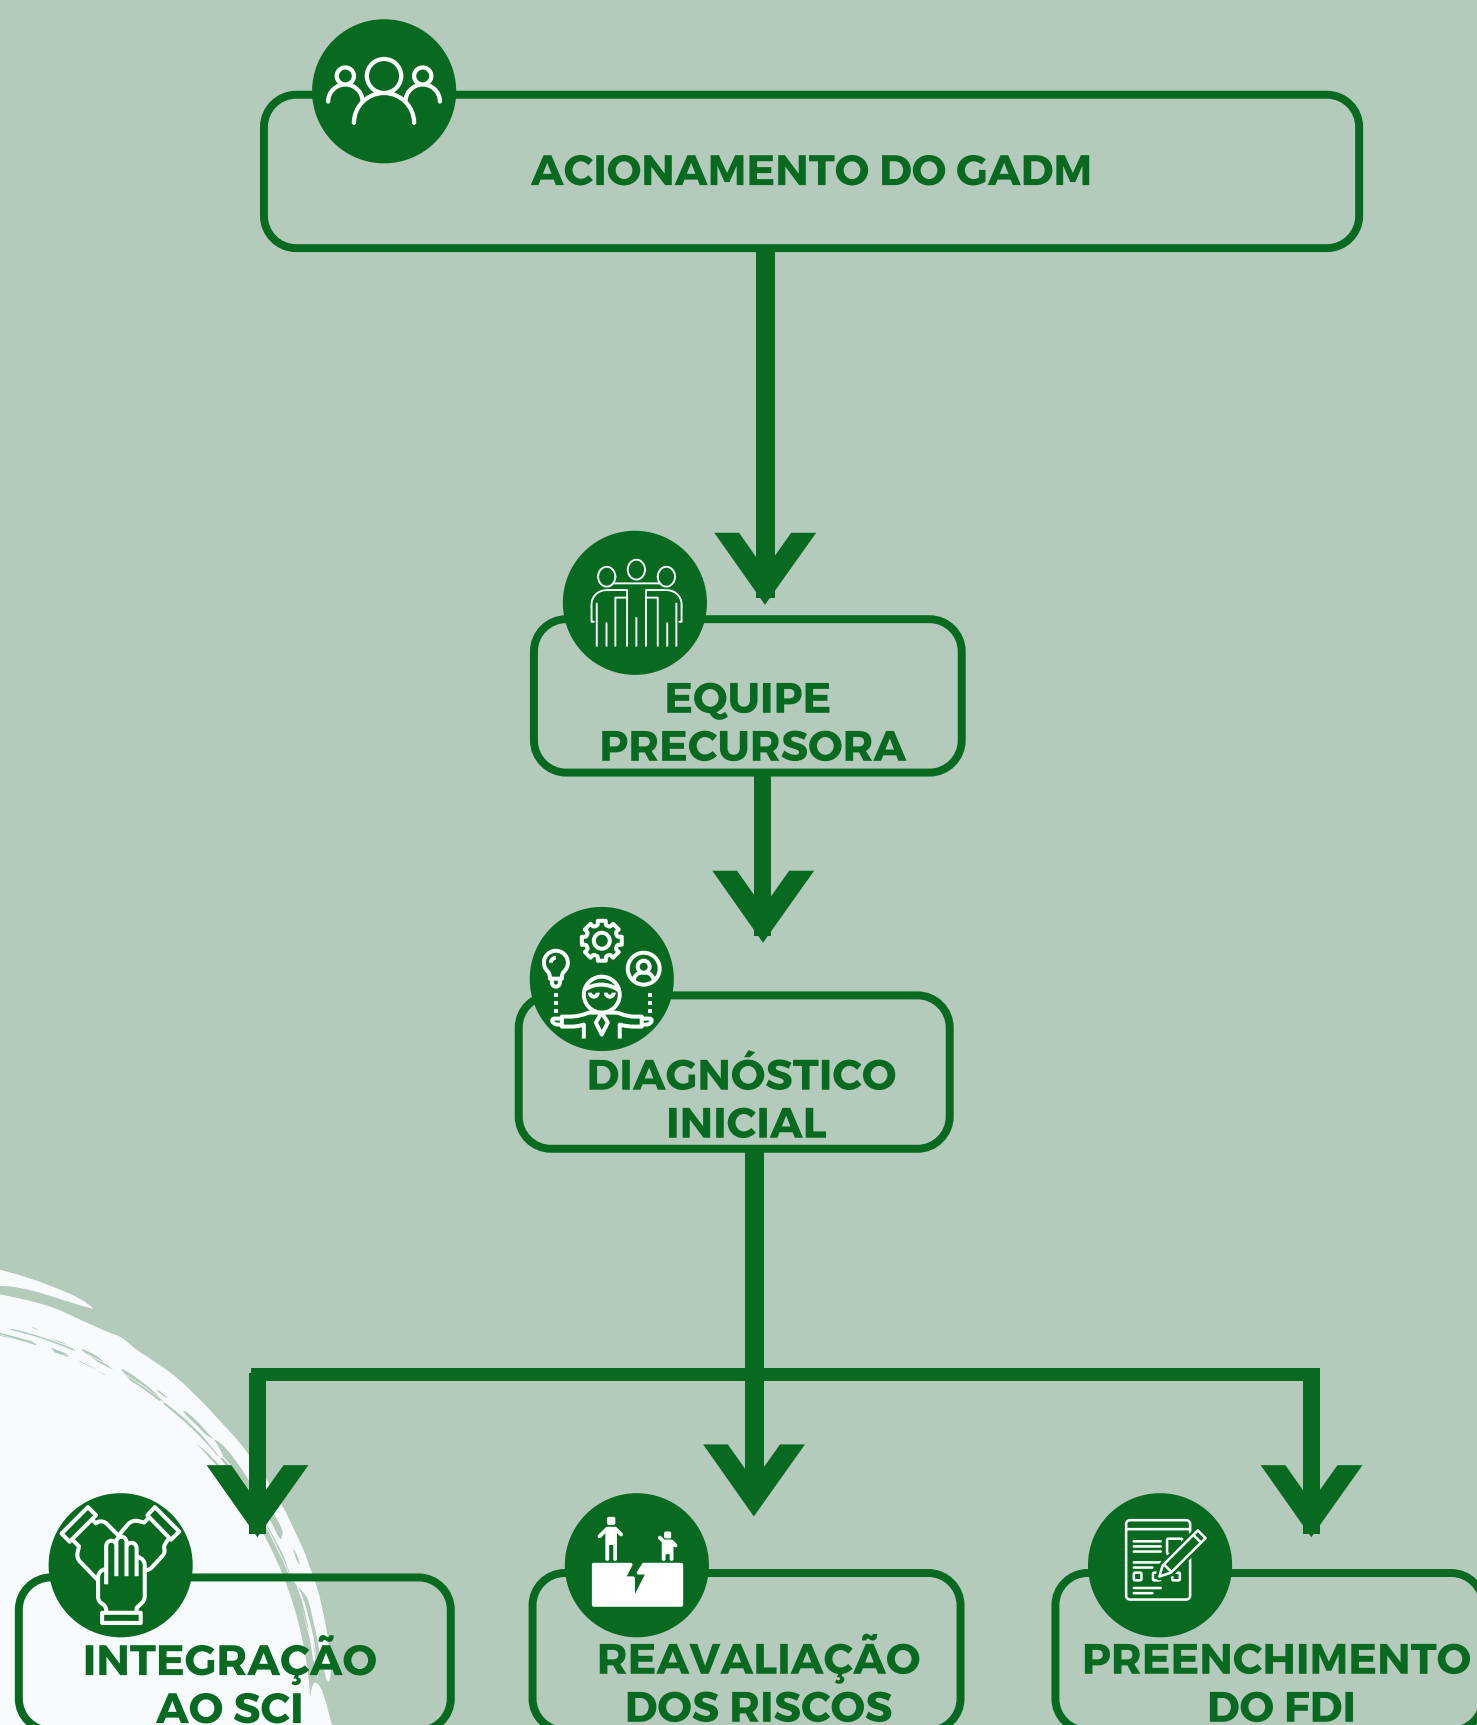 ACIONAMENTO DO GADM
EQUIPE
PRECURSORA
DIAGNÓSTICO
INICIAL
INTEGRAÇÃO
AO SCI
REAVALIAÇÃO
DOS RISCOS
PREENCHIMENTO
DO FDI